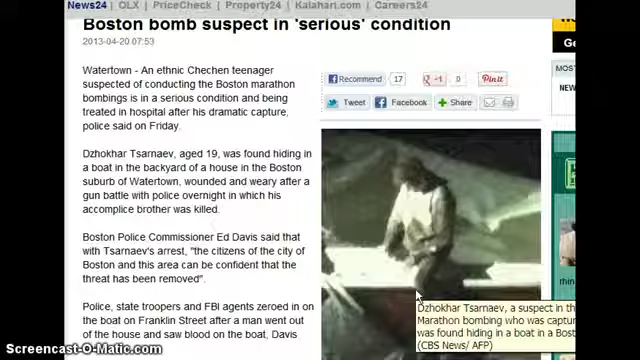 News24 | OLX | PriceCheck | Property24 | Kalahari.com | Careers24
Boston bomb suspect in 'serious' condition
2013-04-20 07:53
Watertown - An ethnic Chechen teenager
suspected of conducting the Boston marathon
bombings is in a serious condition and being
treated in hospital after his dramatic capture,
police said on Friday.
Dzhokhar Tsarnaev, aged 19, was found hiding in
a boat in the backyard of a house in the Boston
suburb of Watertown, wounded and weary after a
gun battle with police overnight in which his
accomplice brother was killed.
Boston Police Commissioner Ed Davis said that
with Tsarnaev's arrest, "the citizens of the city of
Boston and this area can be confident that the
threat has been removed".
Police, state troopers and FBI agents zeroed in on
the boat on Franklin Street after a man went out
of the house and saw blood on the boat, Davis
Recommend 17 +1 0 Pin it
Tweet Facebook Share
Dzhokhar Tsarnaev, a suspect in th
Marathon bombing who was captur
was found hiding in a boat in a Bost
(CBS News/ AFP)
Ge
MOST
NEW
thin
Screencast-O-Matic.com